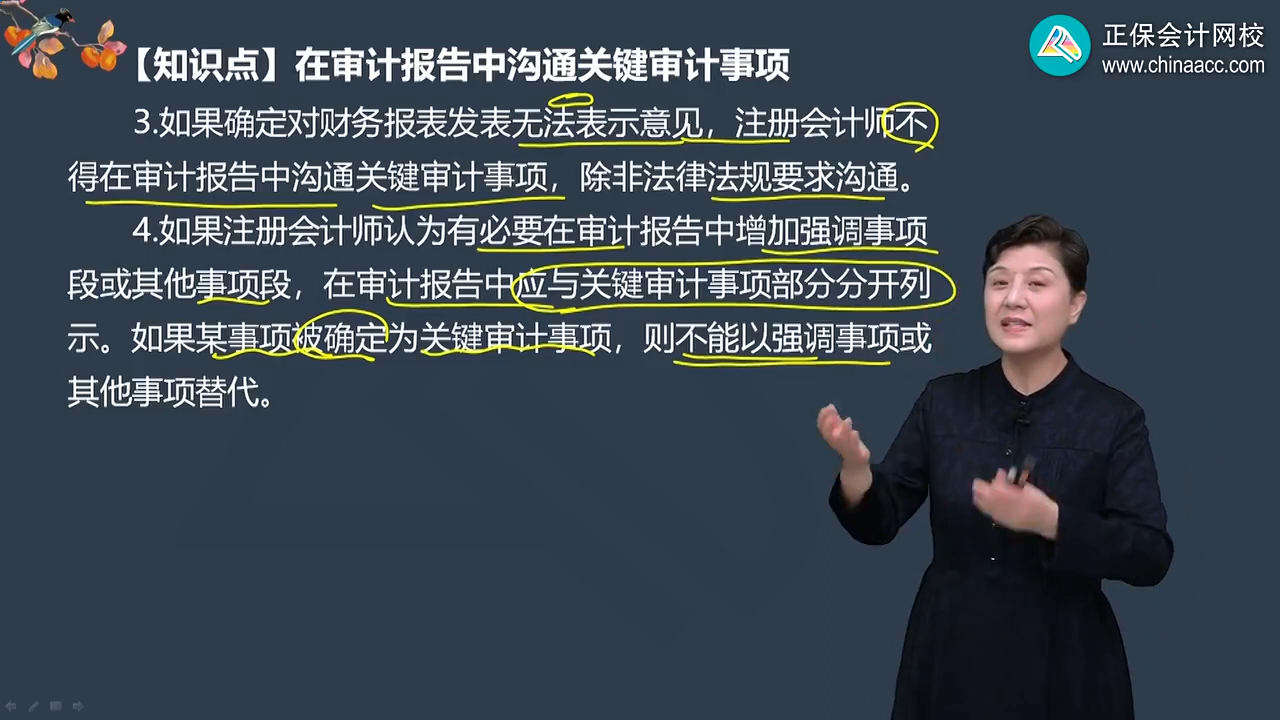 正保会计网校
www.chinaacc.com
【知识点】在审计报告中沟通关键审计事项
3.如果确定对财务报表发表无法表示意见，注册会计师不
得在审计报告中沟通关键审计事项，除非法律法规要求沟通。
4.如果注册会计师认为有必要在审计报告中增加强调事项
段或其他事项段，在审计报告中应与关键审计事项部分分开列
示。如果某事项被确定为关键审计事项，则不能以强调事项或
其他事项替代。